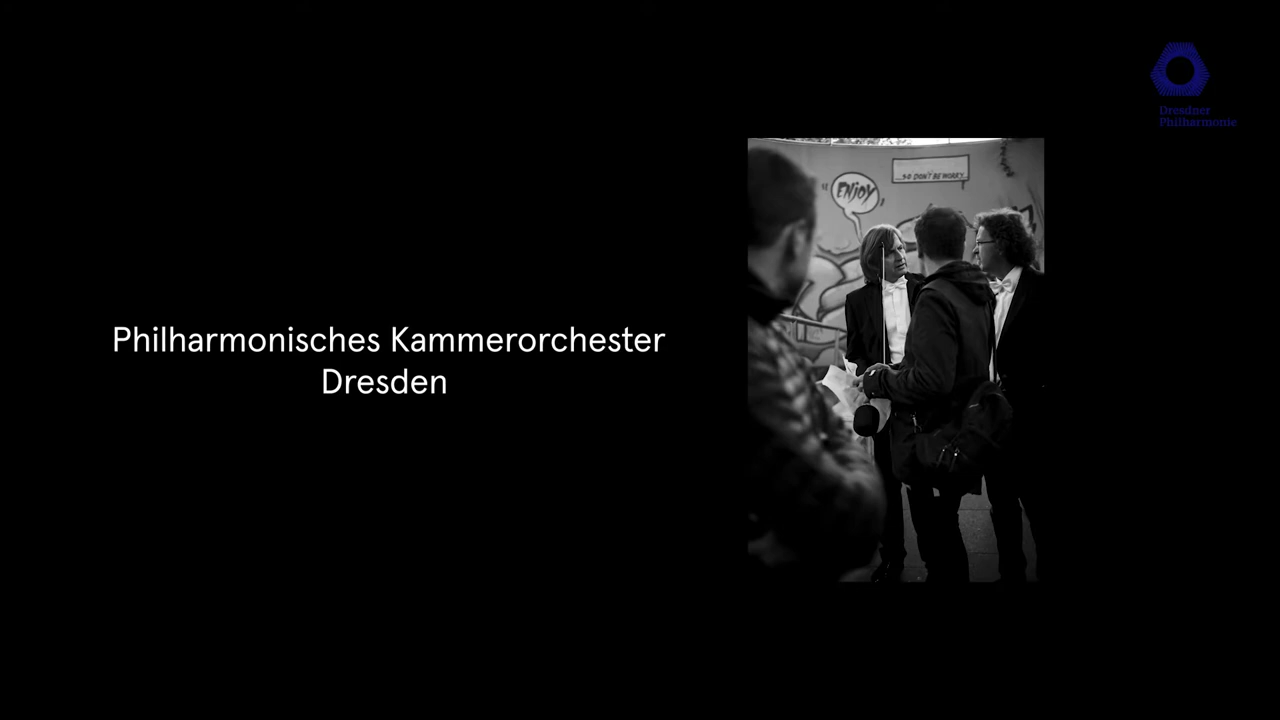 Dresdner
Philharmonie
"ENJOY"
...SO DON'T BE WORRY...
Philharmonisches Kammerorchester
Dresden